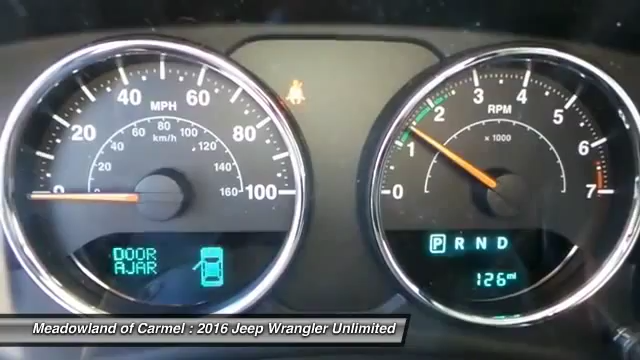 0 20 40 60 80 100
MPH
20 40 60 80 100 120 140 160
km/h
DOOR
AJAR
0 1 2 3 4 5 6 7
RPM
x 1000
P R N D
126 mi
Meadowland of Carmel : 2016 Jeep Wrangler Unlimited